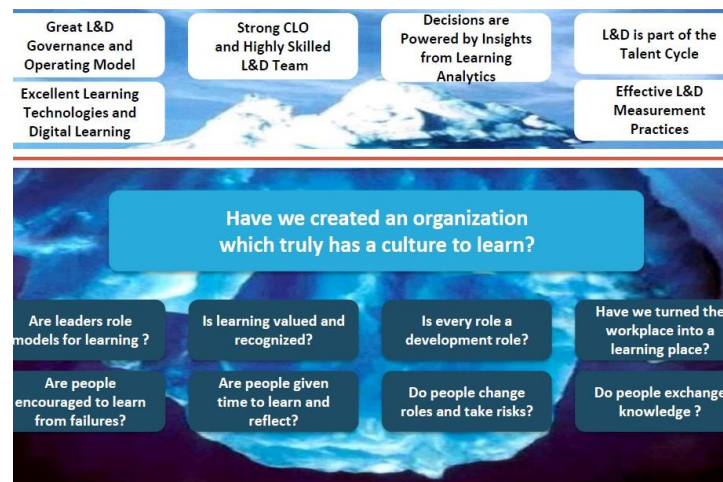 Great L&D
Governance and
Operating Model
Strong CLO
and Highly Skilled
L&D Team
Decisions are
Powered by Insights
from Learning
Analytics
L&D is part of the
Talent Cycle
Excellent Learning
Technologies and
Digital Learning
Effective L&D
Measurement
Practices
Have we created an organization
which truly has a culture to learn?
Are leaders role
models for learning ?
Is learning valued and
recognized?
Is every role a
development role?
Have we turned the
workplace into a
learning place?
Are people
encouraged to learn
from failures?
Are people given
time to learn and
reflect?
Do people change
roles and take risks?
Do people exchange
knowledge ?